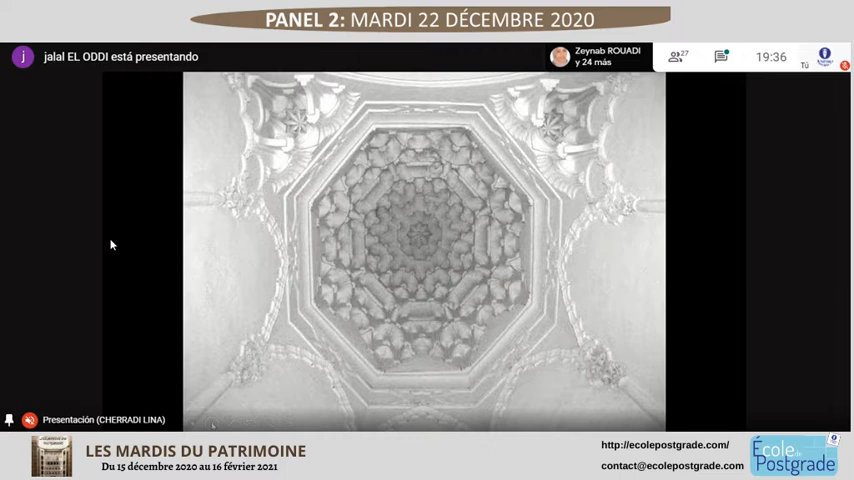 PANEL 2: MARDI 22 DÉCEMBRE 2020
j
jalal EL ODDI está presentando
Zeynab ROUADI
y 24 más
27
19:36
Tú
Presentación (CHERRADI LINA)
LES MARDIS DU PATRIMOINE
Du 15 décembre 2020 au 16 février 2021
http://ecolepostgrade.com/
contact@ecolepostgrade.com
École
de
Postgrade